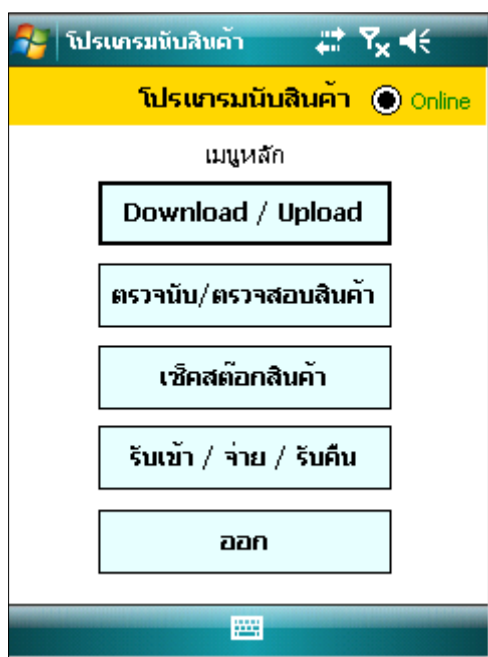 โปรแกรมนับสินค้า
โปรแกรมนับสินค้า Online
เมนูหลัก
Download / Upload
ตรวจนับ/ตรวจสอบสินค้า
เช็คสต๊อกสินค้า
รับเข้า / จ่าย / รับคืน
ออก